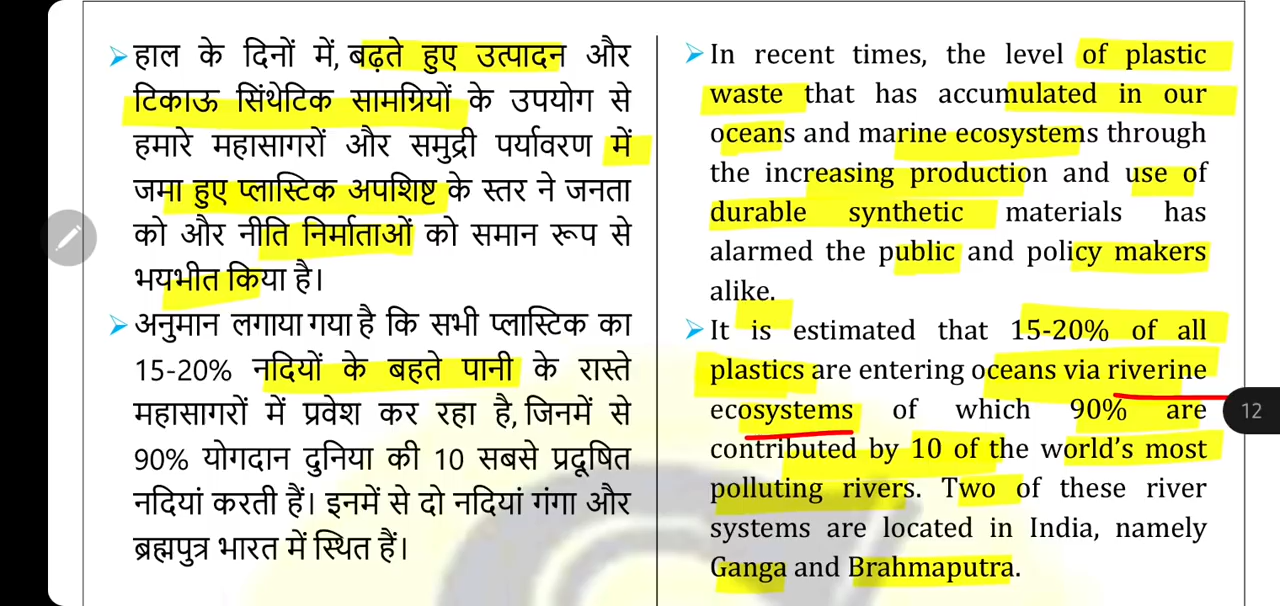 ➢ हाल के दिनों में, बढ़ते हुए उत्पादन और
टिकाऊ सिंथेटिक सामग्रियों के उपयोग से
हमारे महासागरों और समुद्री पर्यावरण में
जमा हुए प्लास्टिक अपशिष्ट के स्तर ने जनता
को और नीति निर्माताओं को समान रूप से
भयभीत किया है।
➢ अनुमान लगाया गया है कि सभी प्लास्टिक का
15-20% नदियों के बहते पानी के रास्ते
महासागरों में प्रवेश कर रहा है, जिनमें से
90% योगदान दुनिया की 10 सबसे प्रदूषित
नदियां करती हैं। इनमें से दो नदियां गंगा और
ब्रह्मपुत्र भारत में स्थित हैं।
➢ In recent times, the level of plastic
waste that has accumulated in our
oceans and marine ecosystems through
the increasing production and use of
durable synthetic materials has
alarmed the public and policy makers
alike.
➢ It is estimated that 15-20% of all
plastics are entering oceans via riverine
ecosystems of which 90% are
contributed by 10 of the world's most
polluting rivers. Two of these river
systems are located in India, namely
Ganga and Brahmaputra.
12